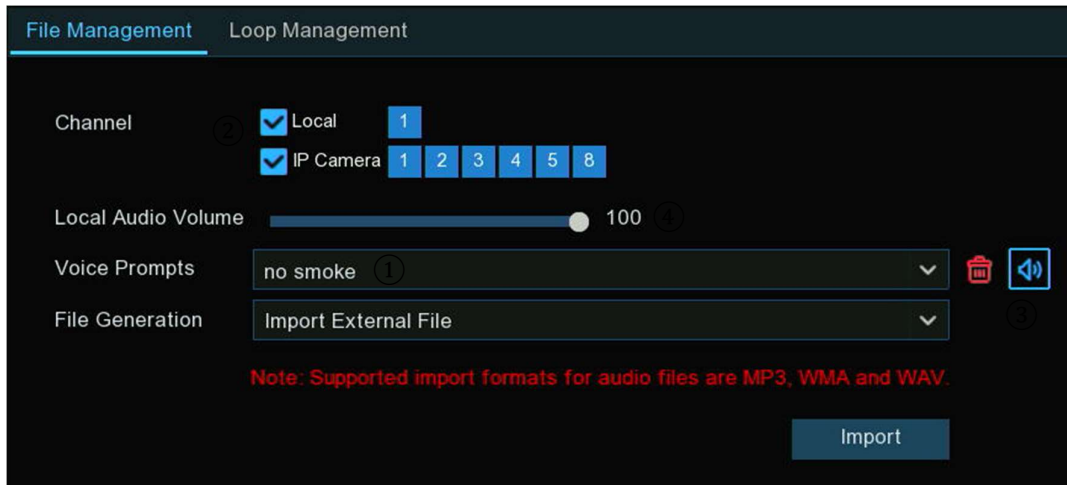 File Management Loop Management
Channel ② Local 1
IP Camera 1 2 3 4 5 8
Local Audio Volume 100 ④
Voice Prompts no smoke ①
③
File Generation Import External File
Note: Supported import formats for audio files are MP3, WMA and WAV.
Import